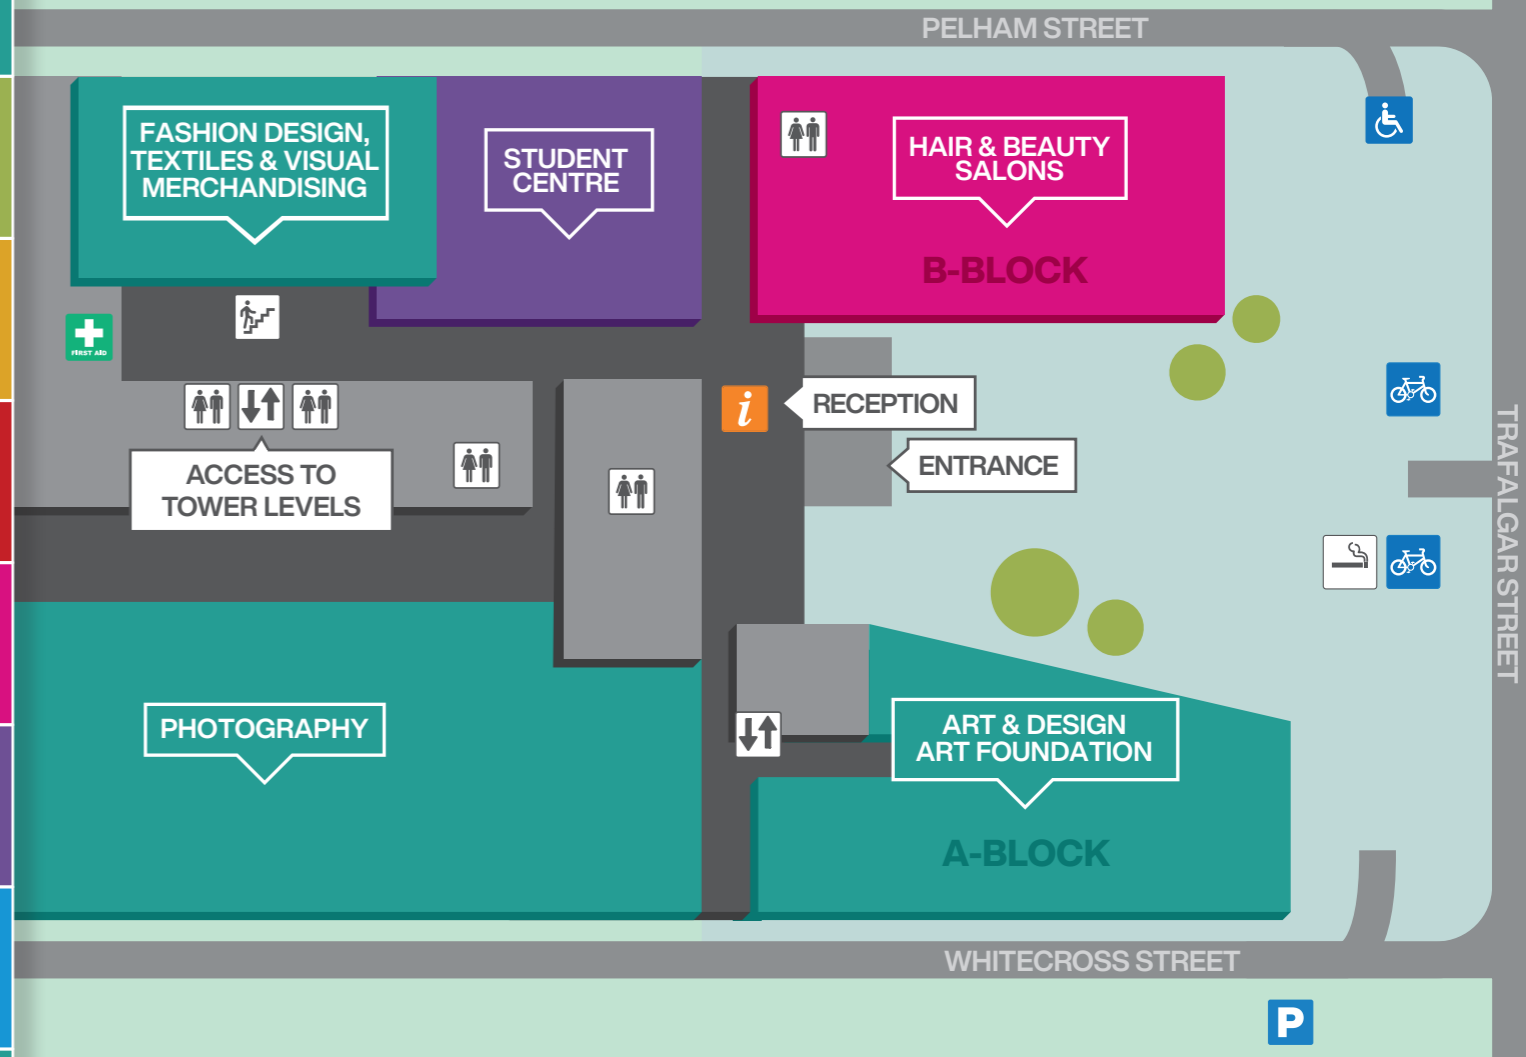 PELHAM STREET
FASHION DESIGN,
TEXTILES & VISUAL
MERCHANDISING
STUDENT
CENTRE
HAIR & BEAUTY
SALONS
B-BLOCK
FIRST AID
i
RECEPTION
ENTRANCE
ACCESS TO
TOWER LEVELS
TRAFALGAR STREET
PHOTOGRAPHY
ART & DESIGN
ART FOUNDATION
A-BLOCK
WHITECROSS STREET
P